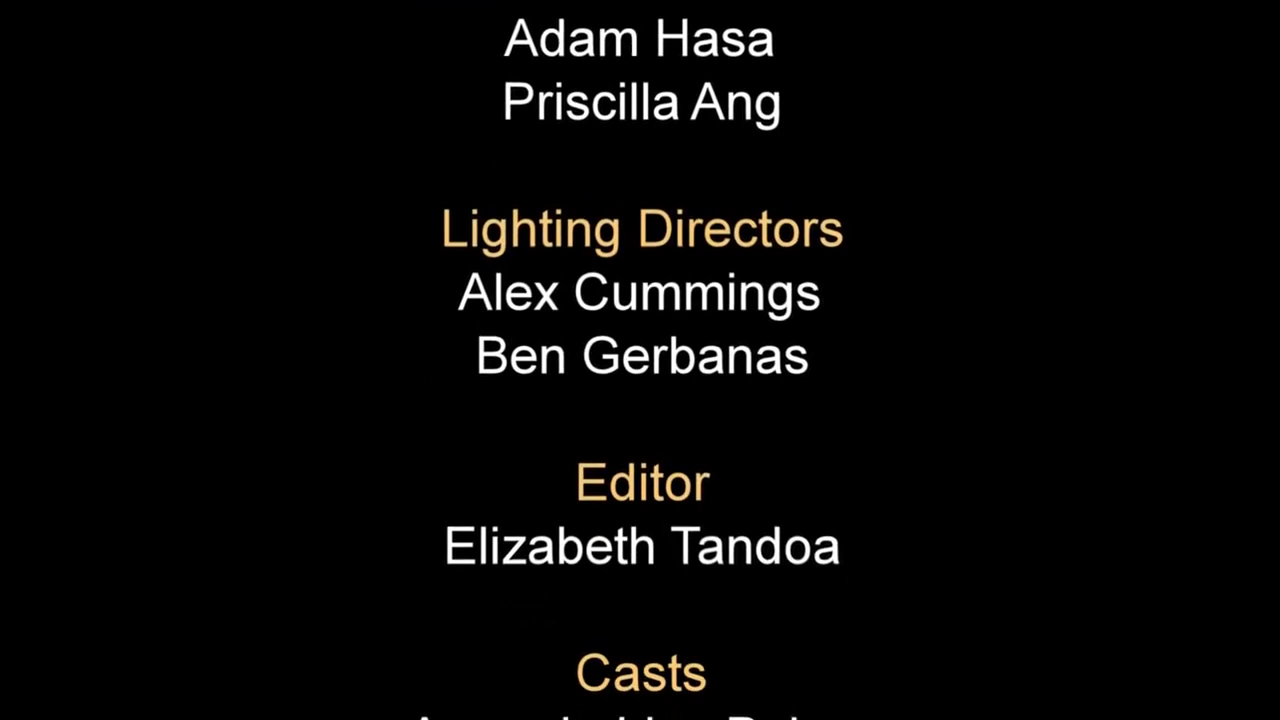 Adam Hasa
Priscilla Ang
Lighting Directors
Alex Cummings
Ben Gerbanas
Editor
Elizabeth Tandoa
Casts